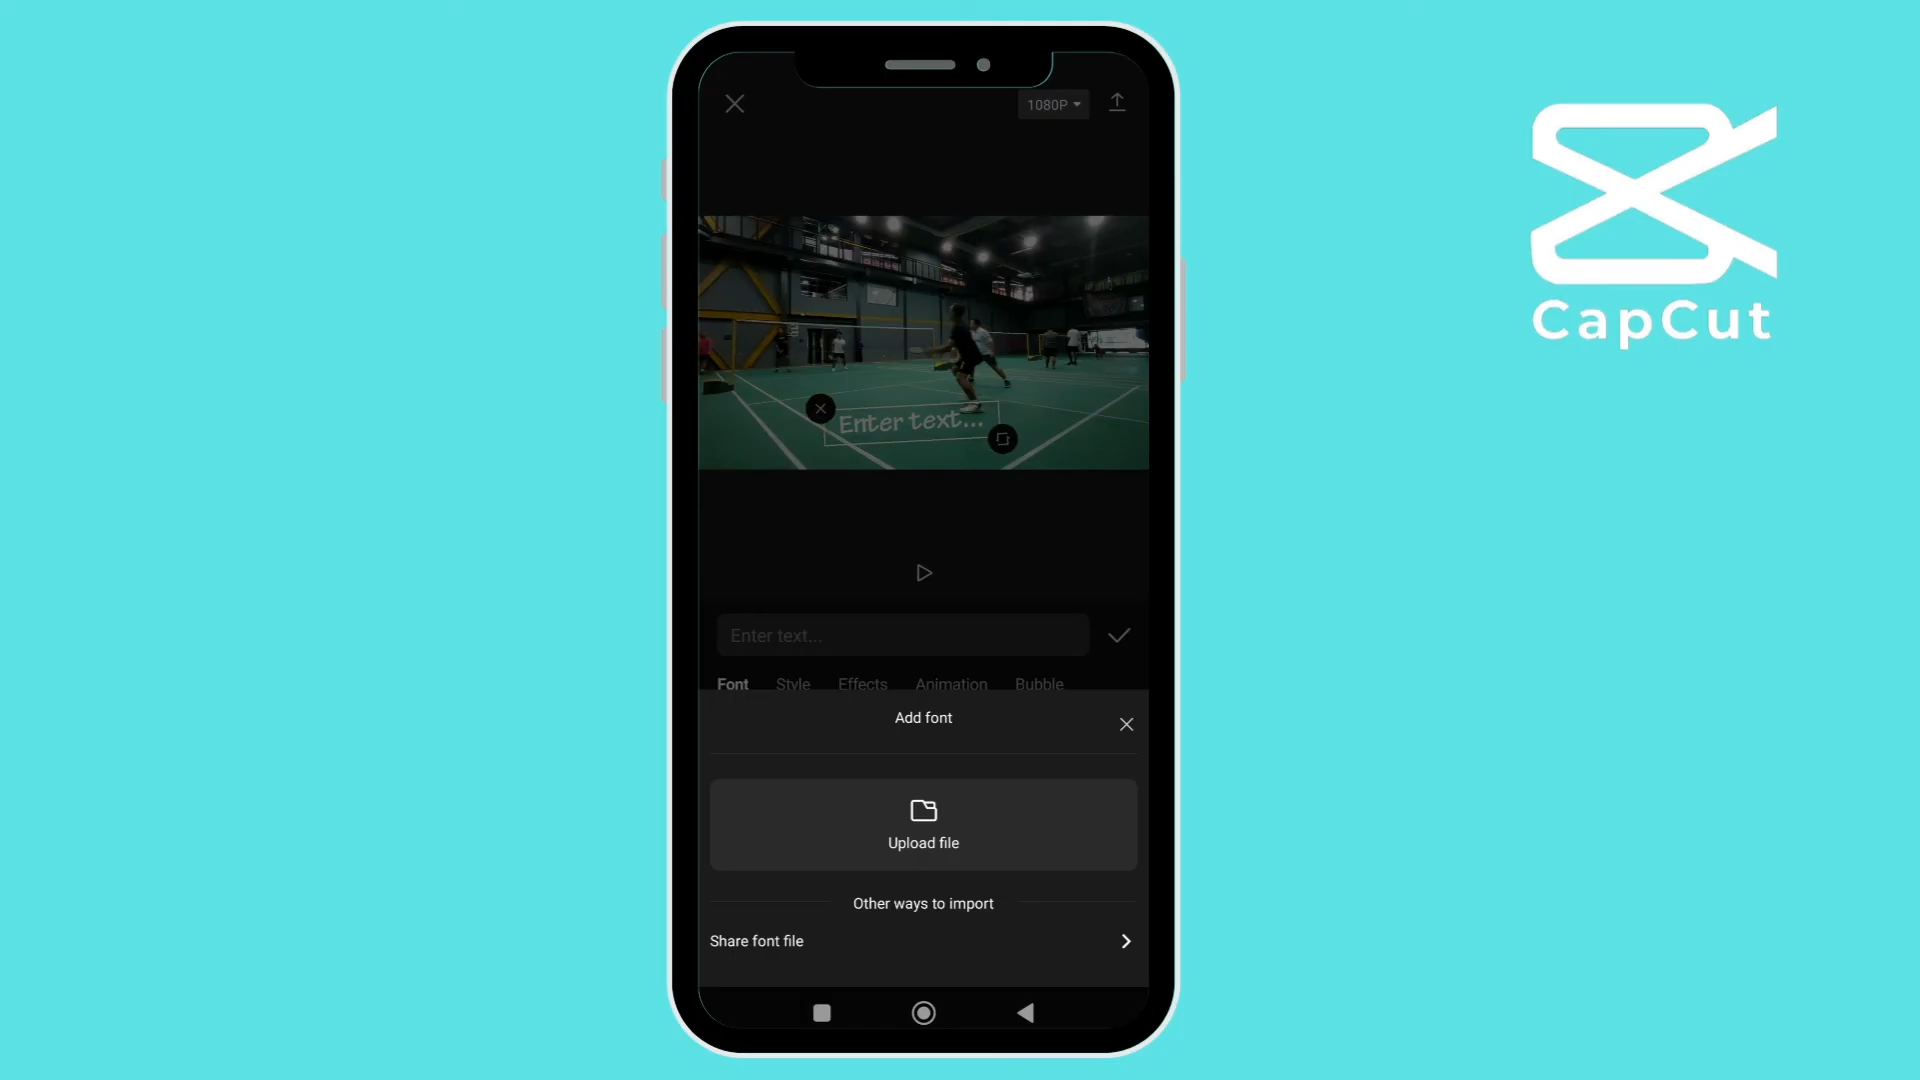 1080P
CapCut
Enter text...
Enter text...
Font Style Effects Animation Bubble
Add font
Upload file
Other ways to import
Share font file